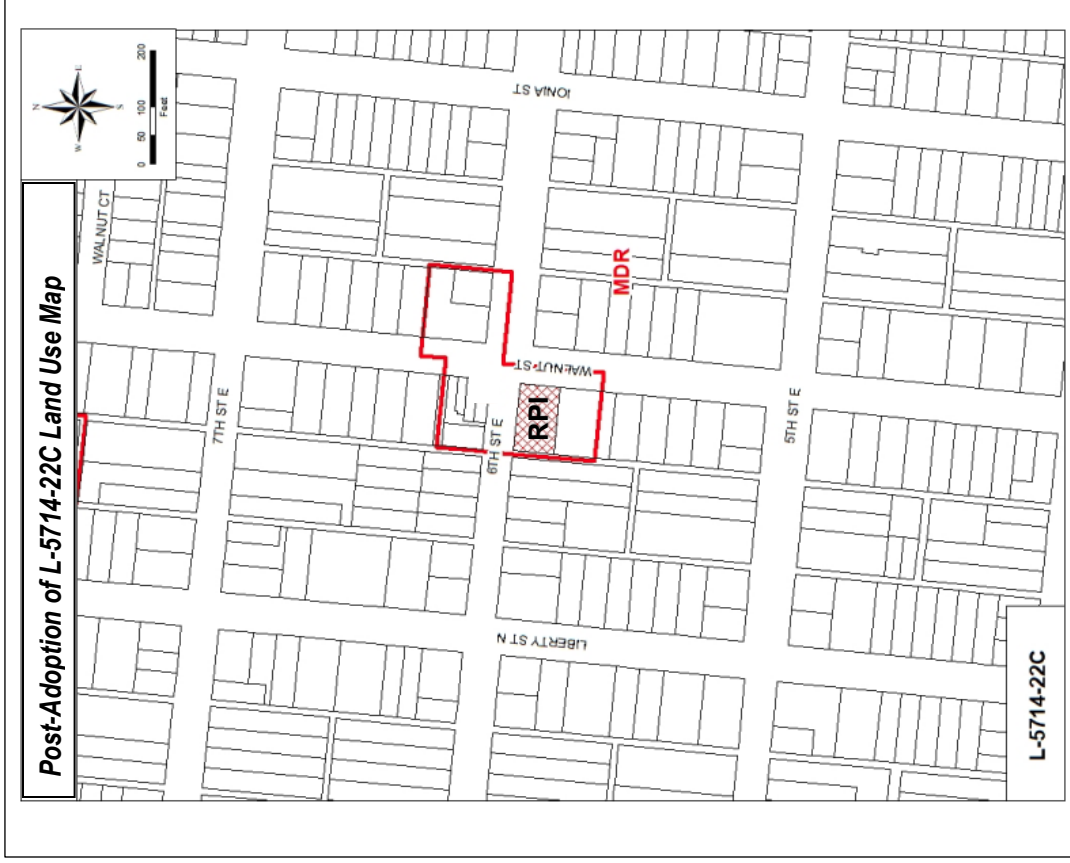 Post-Adoption of L-5714-22C Land Use Map
N
W
E
S
0 50 100 200
Feet
WALNUT CT
IONIA ST
7TH ST E
MDR
WALNUT ST
RPI
6TH ST E
5TH ST E
LIBERTY ST N
L-5714-22C